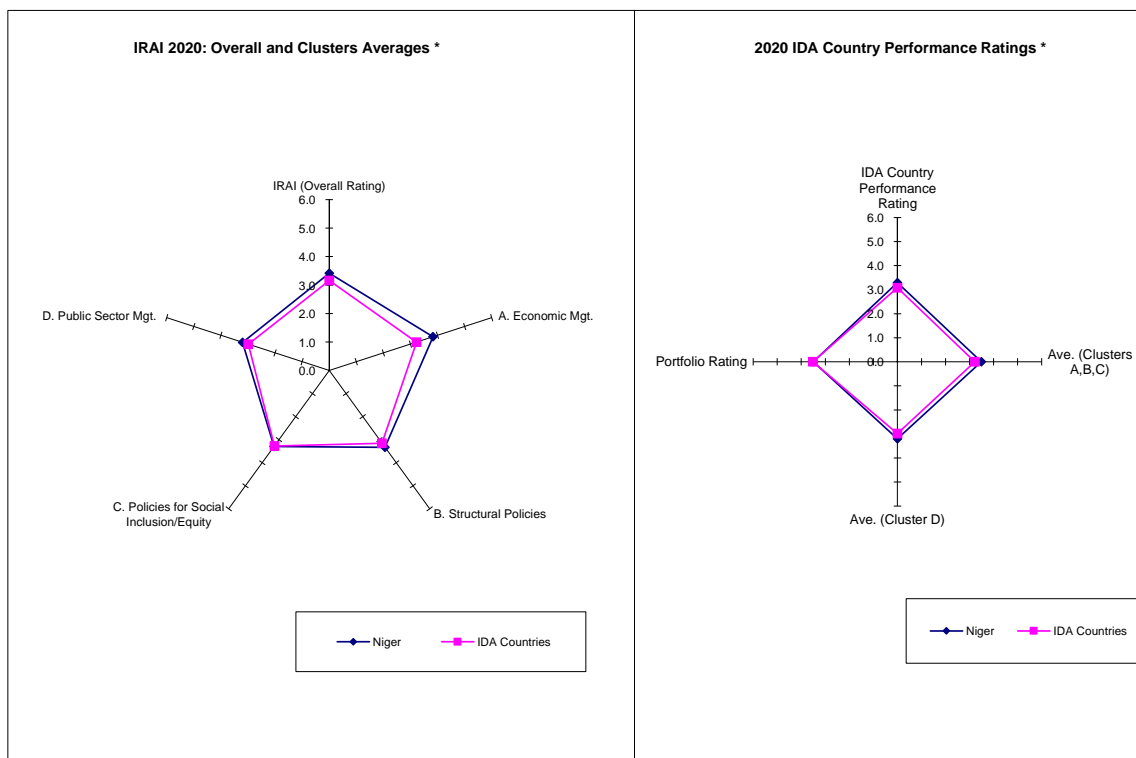 IRAI 2020: Overall and Clusters Averages *
IRAI (Overall Rating)
6.0
5.0
4.0
3.0
2.0
1.0
0.0
A. Economic Mgt.
B. Structural Policies
C. Policies for Social
Inclusion/Equity
D. Public Sector Mgt.
Niger
IDA Countries
2020 IDA Country Performance Ratings *
IDA Country
Performance
Rating
6.0
5.0
4.0
3.0
2.0
1.0
0.0
Ave. (Clusters
A,B,C)
Ave. (Cluster D)
Portfolio Rating
Niger
IDA Countries